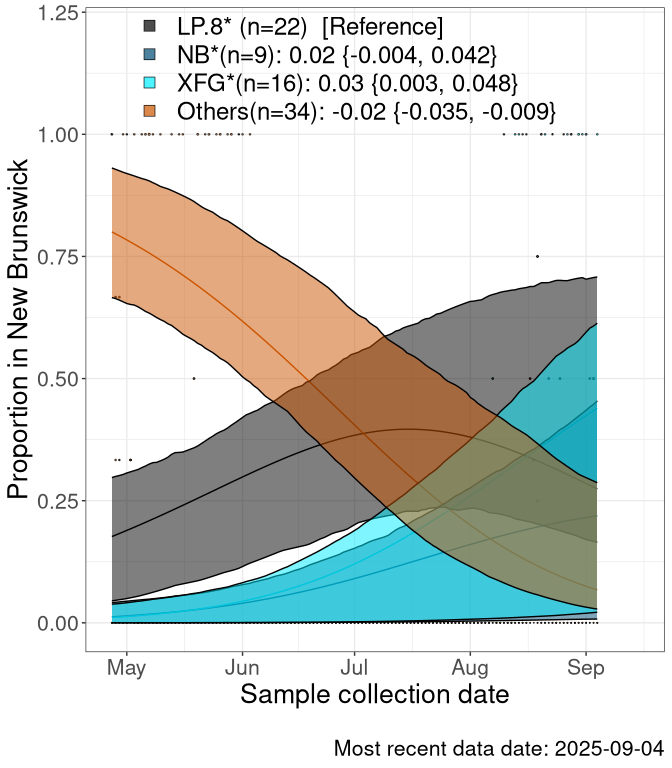 1.25
LP.8* (n=22) [Reference]
NB*(n=9): 0.02 {-0.004, 0.042}
XFG*(n=16): 0.03 {0.003, 0.048}
Others(n=34): -0.02 {-0.035, -0.009}
1.00
0.75
0.50
0.25
0.00
Proportion in New Brunswick
May Jun Jul Aug Sep
Sample collection date
Most recent data date: 2025-09-04